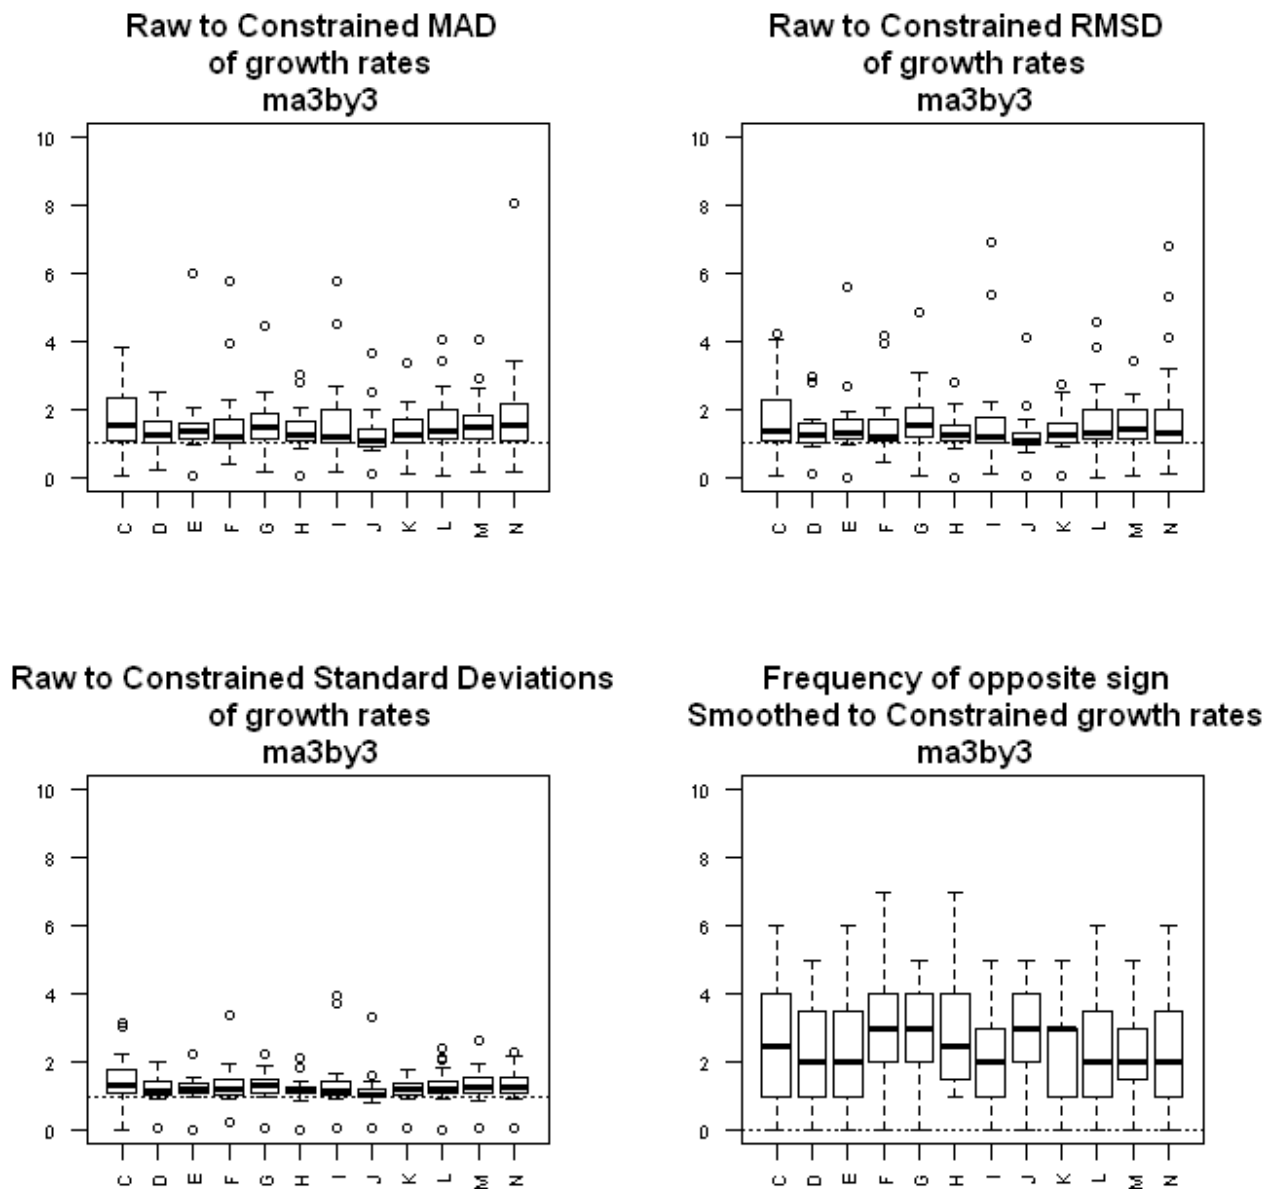 Raw to Constrained MAD
of growth rates
ma3by3
10
8
6
4
2
0
C D E F G H I J K L M N
Raw to Constrained RMSD
of growth rates
ma3by3
10
8
6
4
2
0
C D E F G H I J K L M N
Raw to Constrained Standard Deviations
of growth rates
ma3by3
10
8
6
4
2
0
C D E F G H I J K L M N
Frequency of opposite sign
Smoothed to Constrained growth rates
ma3by3
10
8
6
4
2
0
C D E F G H I J K L M N